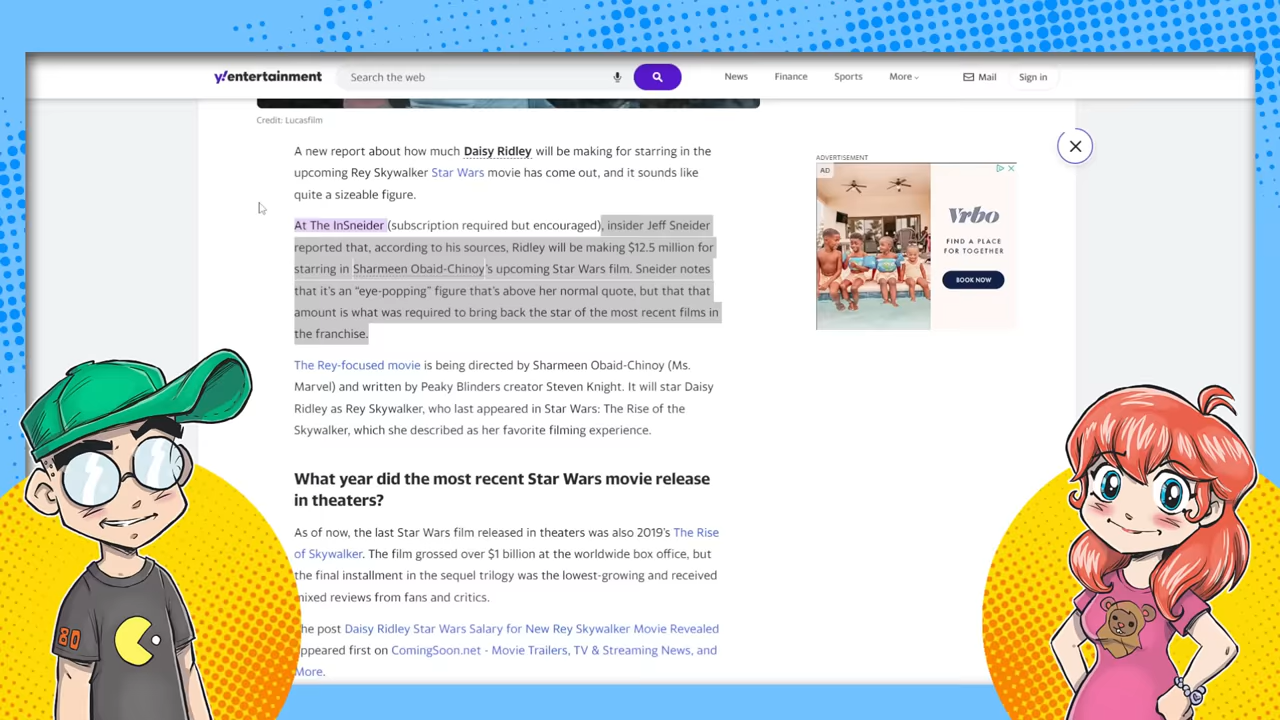 y!entertainment
Search the web
News
Finance
Sports
More
Mail
Sign in
Credit: Lucasfilm
A new report about how much Daisy Ridley will be making for starring in the
upcoming Rey Skywalker Star Wars movie has come out, and it sounds like
quite a sizeable figure.
At The InSneider (subscription required but encouraged), insider Jeff Sneider
reported that, according to his sources, Ridley will be making $12.5 million for
starring in Sharmeen Obaid-Chinoy's upcoming Star Wars film. Sneider notes
that it's an “eye-popping” figure that's above her normal quote, but that that
amount is what was required to bring back the star of the most recent films in
the franchise.
The Rey-focused movie is being directed by Sharmeen Obaid-Chinoy (Ms.
Marvel) and written by Peaky Blinders creator Steven Knight. It will star Daisy
Ridley as Rey Skywalker, who last appeared in Star Wars: The Rise of the
Skywalker, which she described as her favorite filming experience.
What year did the most recent Star Wars movie release
in theaters?
As of now, the last Star Wars film released in theaters was also 2019's The Rise
of Skywalker. The film grossed over $1 billion at the worldwide box office, but
the final installment in the sequel trilogy was the lowest-growing and received
mixed reviews from fans and critics.
he post Daisy Ridley Star Wars Salary for New Rey Skywalker Movie Revealed
appeared first on ComingSoon.net - Movie Trailers, TV & Streaming News, and
More.
ADVERTISEMENT
AD
Vrbo
FIND A PLACE
FOR TOGETHER
BOOK NOW
80